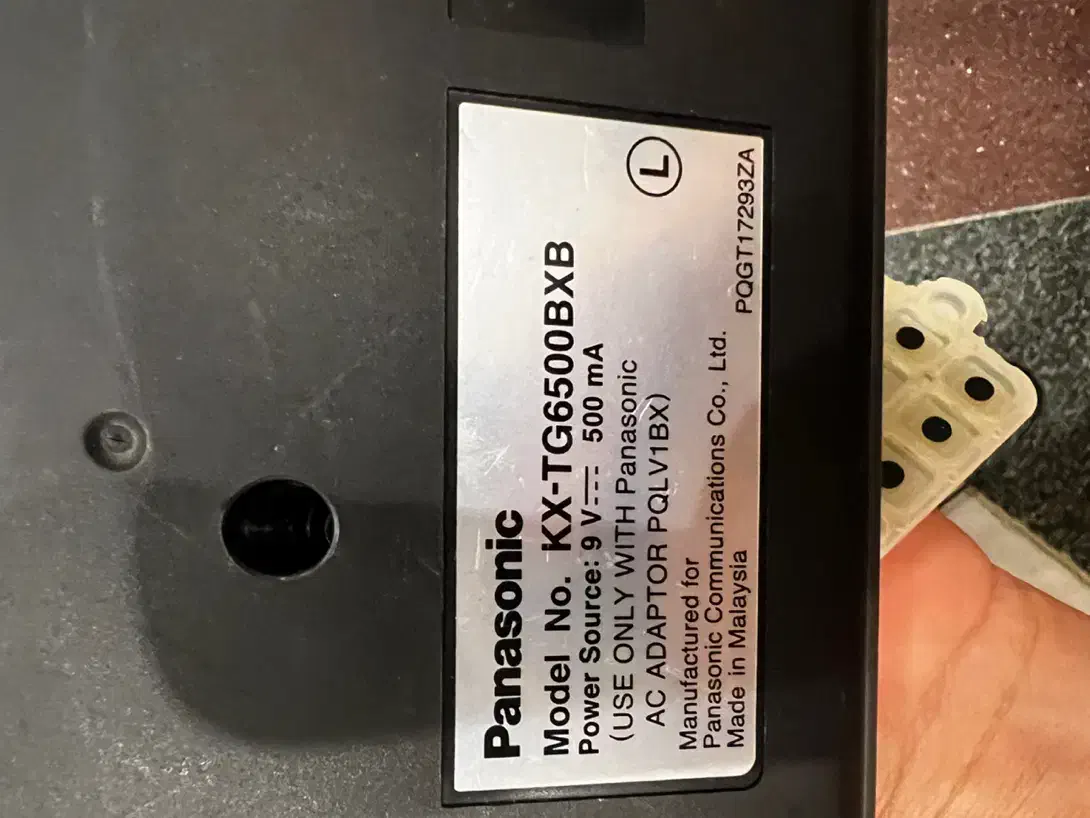 Panasonic
Model No. KX-TG6500BXB
Power Source: 9 V⎓ 500 mA
(USE ONLY WITH Panasonic
AC ADAPTOR PQLV1BX)
L
Manufactured for
Panasonic Communications Co., Ltd.
Made in Malaysia
PQGT17293ZA